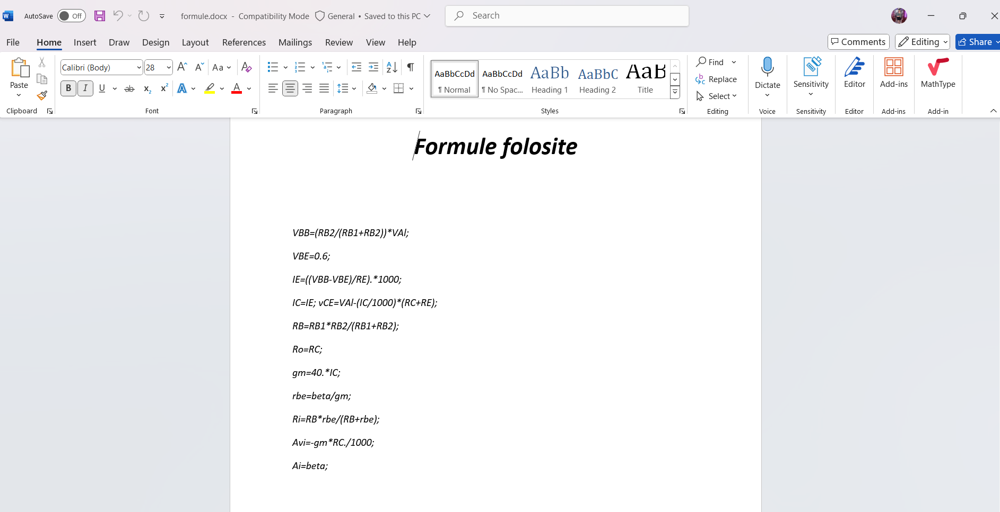 AutoSave Off formule.docx - Compatibility Mode General • Saved to this PC Search
File Home Insert Draw Design Layout References Mailings Review View Help Comments Editing Share
Paste
Clipboard
Calibri (Body) 28
Font
Paragraph
AaBbCcDd AaBbCcDd AaBb AaBbC AaB
¶ Normal ¶ No Spac... Heading 1 Heading 2 Title
Styles
Find
Replace
Select
Editing
Dictate
Voice
Sensitivity
Sensitivity
Editor
Editor
Add-ins
Add-ins
MathType
Add-in
Formule folosite
VBB=(RB2/(RB1+RB2))*VAl;
VBE=0.6;
IE=((VBB-VBE)/RE).*1000;
IC=IE; vCE=VAl-(IC/1000)*(RC+RE);
RB=RB1*RB2/(RB1+RB2);
Ro=RC;
gm=40.*IC;
rbe=beta/gm;
Ri=RB*rbe/(RB+rbe);
Avi=-gm*RC./1000;
Ai=beta;